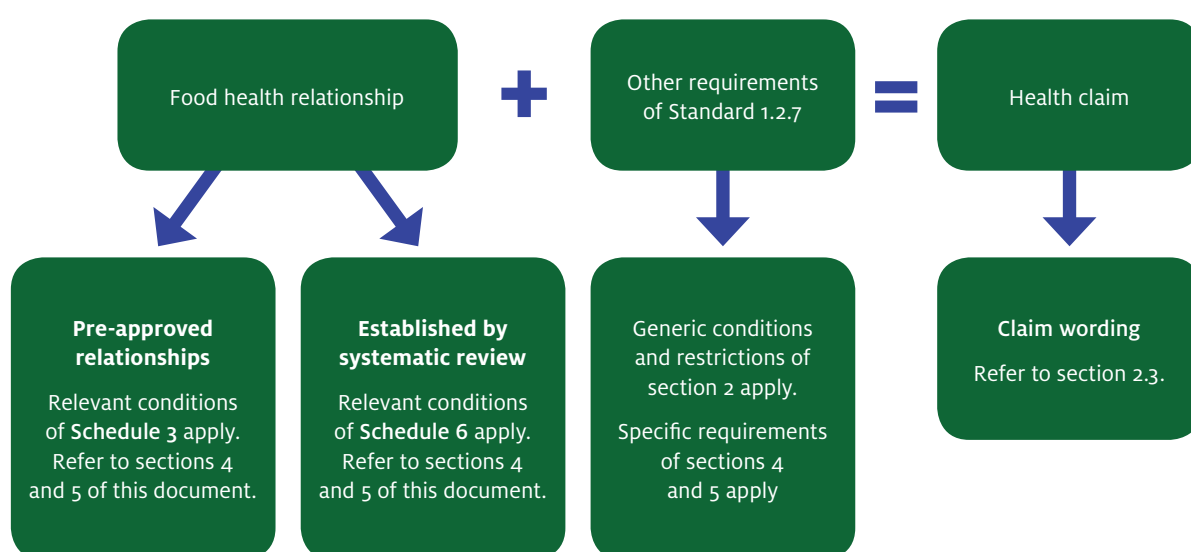 Food health relationship
+
Other requirements
of Standard 1.2.7
=
Health claim
Pre-approved
relationships
Relevant conditions
of Schedule 3 apply.
Refer to sections 4
and 5 of this document.
Established by
systematic review
Relevant conditions
of Schedule 6 apply.
Refer to sections 4
and 5 of this document.
Generic conditions
and restrictions of
section 2 apply.
Specific requirements
of sections 4
and 5 apply
Claim wording
Refer to section 2.3.